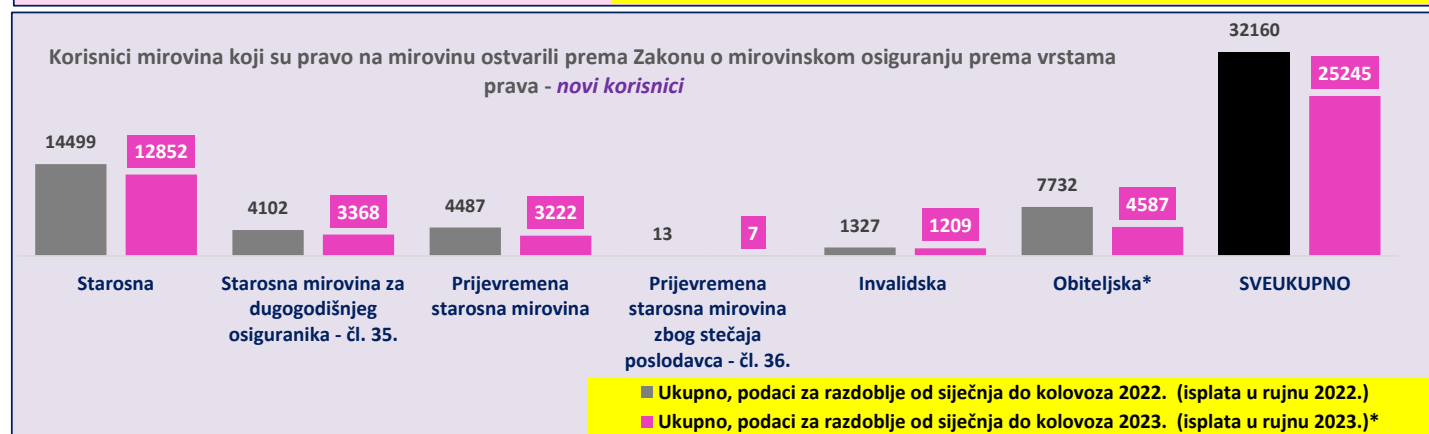 Korisnici mirovina koji su pravo na mirovinu ostvarili prema Zakonu o mirovinskom osiguranju prema vrstama
prava - novi korisnici
32160
25245
14499
12852
4102
3368
4487
3222
13
7
1327
1209
7732
4587
Starosna
Starosna mirovina za
dugogodišnjeg
osiguranika - čl. 35.
Prijevremena
starosna mirovina
Prijevremena
starosna mirovina
zbog stečaja
poslodavca - čl. 36.
Invalidska
Obiteljska*
SVEUKUPNO
Ukupno, podaci za razdoblje od siječnja do kolovoza 2022. (isplata u rujnu 2022.)
Ukupno, podaci za razdoblje od siječnja do kolovoza 2023. (isplata u rujnu 2023.)*